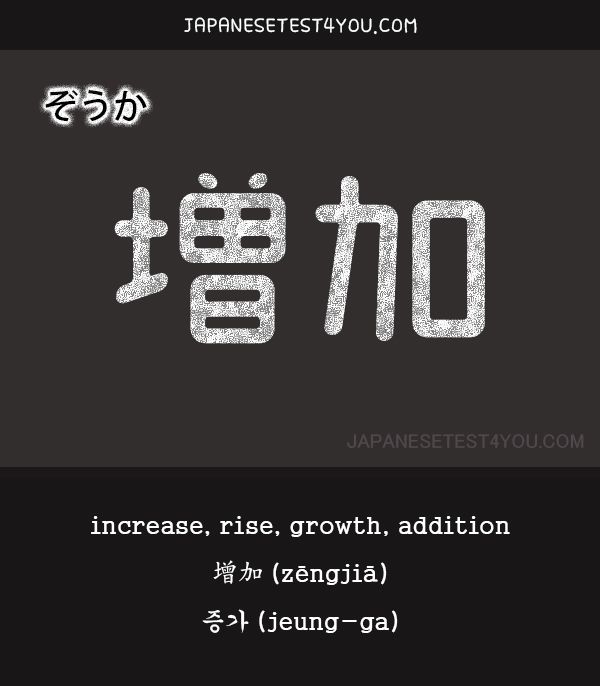 JAPANESETEST4YOU.COM
ぞうか
増加
JAPANESETEST4YOU.COM
increase, rise, growth, addition
增加 (zēngjiā)
증가 (jeung-ga)